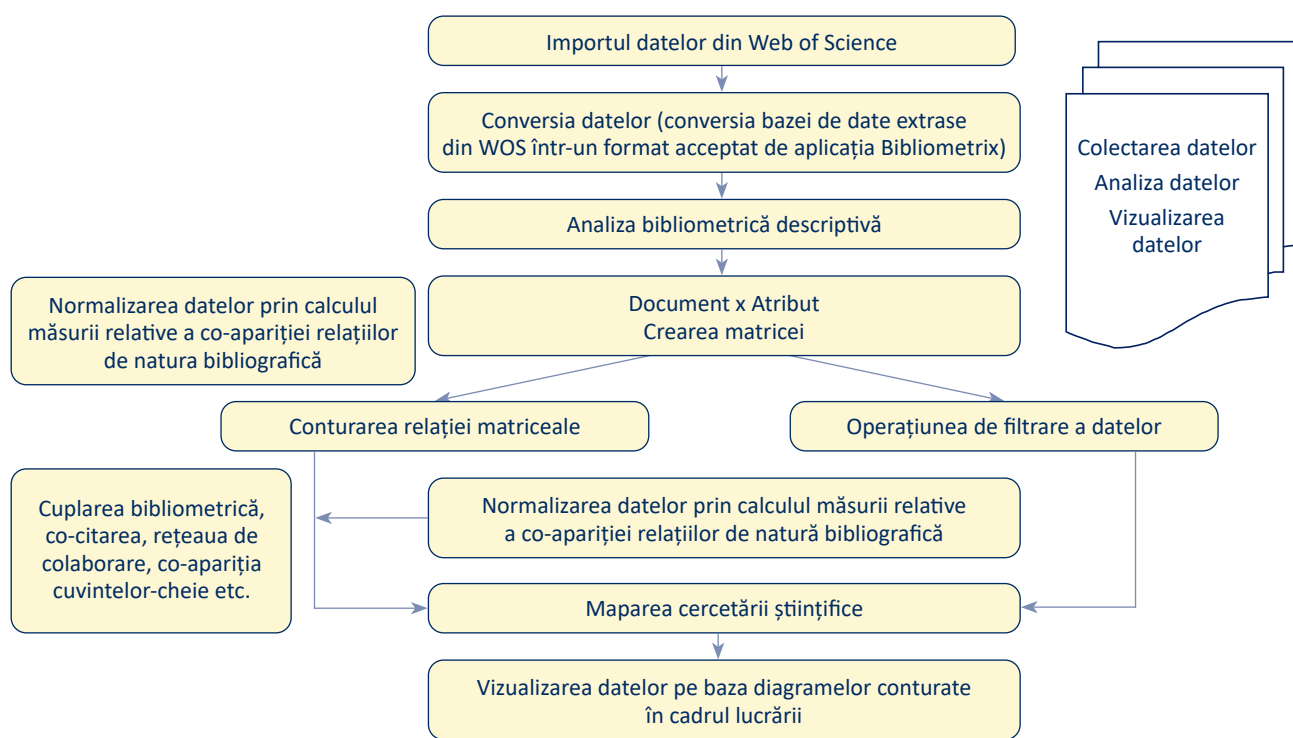 Importul datelor din Web of Science
Conversia datelor (conversia bazei de date extrase
din WOS într-un format acceptat de aplicația Bibliometrix)
Colectarea datelor
Analiza datelor
Vizualizarea
datelor
Analiza bibliometrică descriptivă
Normalizarea datelor prin calculul
măsurii relative a co-apariției relațiilor
de natura bibliografică
Document x Atribut
Crearea matricei
Conturarea relației matriceale
Operațiunea de filtrare a datelor
Cuplarea bibliometrică,
co-citarea, rețeaua de
colaborare, co-apariția
cuvintelor-cheie etc.
Normalizarea datelor prin calculul măsurii relative
a co-apariției relațiilor de natură bibliografică
Maparea cercetării științifice
Vizualizarea datelor pe baza diagramelor conturate
în cadrul lucrării